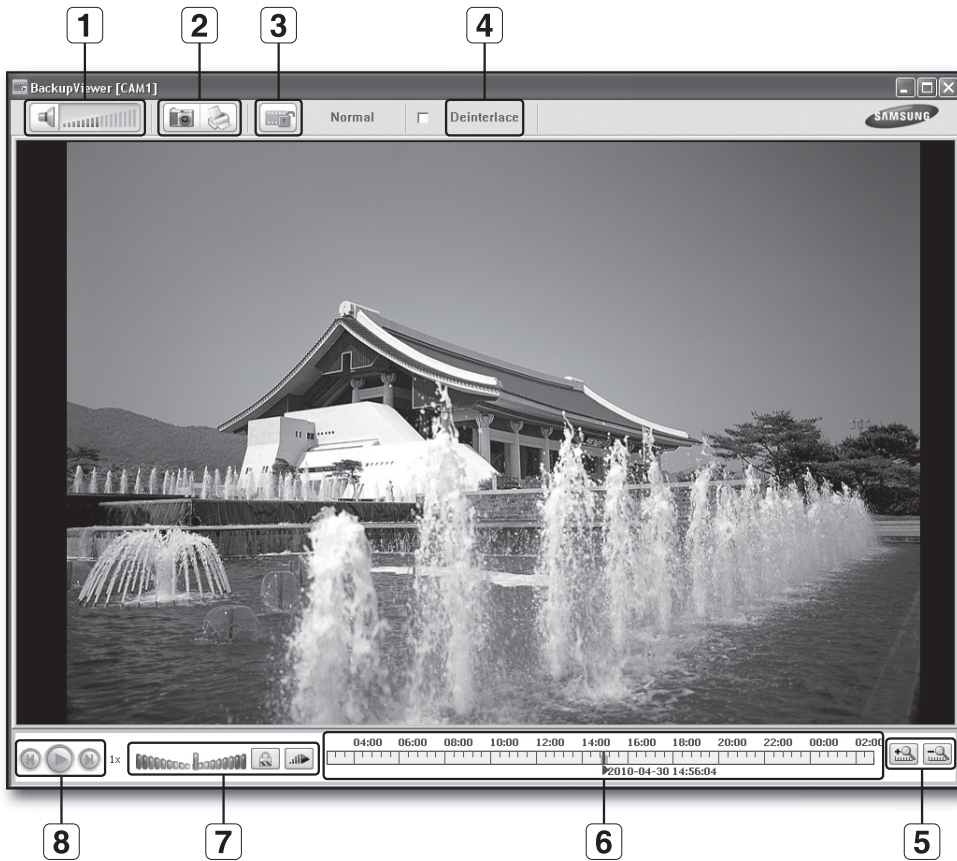 1 2 3 4
BackupViewer [CAM1]
Normal Deinterlace
SAMSUNG
04:00 06:00 08:00 10:00 12:00 14:00 16:00 18:00 20:00 22:00 00:00 02:00
1x
2010-04-30 14:56:04
8 7 6 5